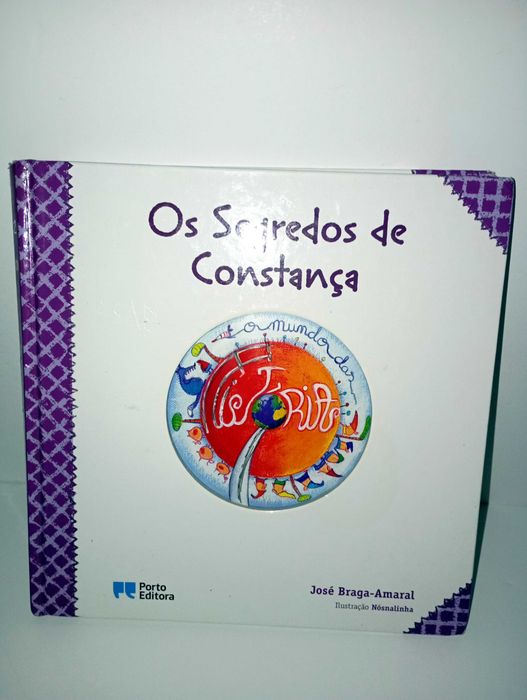 Os Segredos de
Constança
o mundo das
HistóRiAs
Porto
Editora
José Braga-Amaral
Ilustração Nósnalinha